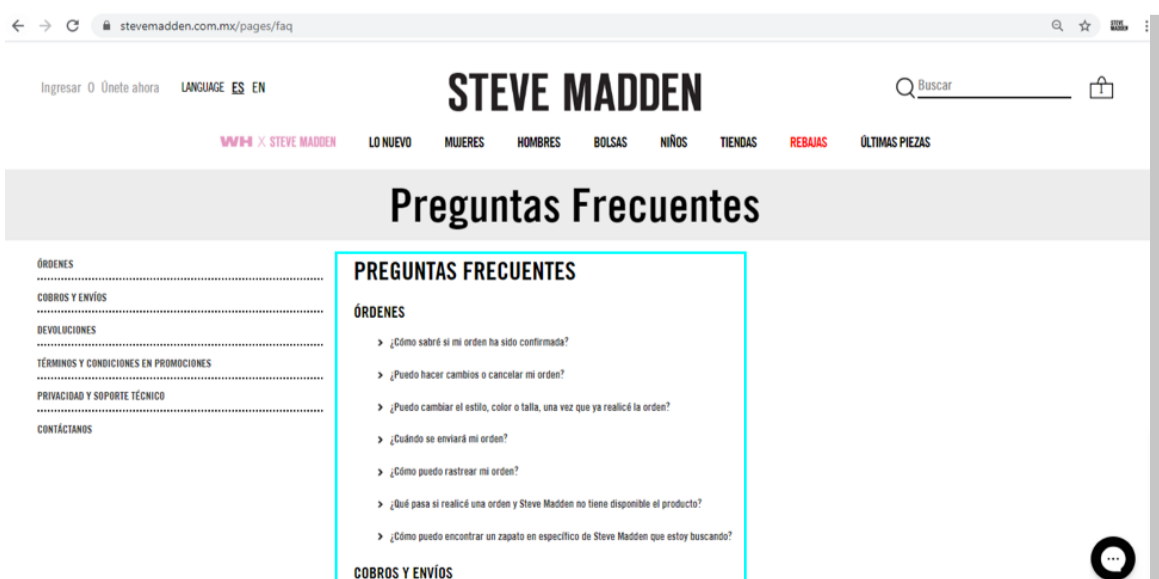 stevemadden.com.mx/pages/faq
STEVE MADDEN
Ingresar O Únete ahora LANGUAGE ES EN
STEVE MADDEN
Buscar
1
WH X STEVE MADDEN LO NUEVO MUJERES HOMBRES BOLSAS NIÑOS TIENDAS REBAJAS ÚLTIMAS PIEZAS
Preguntas Frecuentes
ÓRDENES
COBROS Y ENVÍOS
DEVOLUCIONES
TÉRMINOS Y CONDICIONES EN PROMOCIONES
PRIVACIDAD Y SOPORTE TÉCNICO
CONTÁCTANOS
PREGUNTAS FRECUENTES
ÓRDENES
¿Cómo sabré si mi orden ha sido confirmada?
¿Puedo hacer cambios o cancelar mi orden?
¿Puedo cambiar el estilo, color o talla, una vez que ya realicé la orden?
¿Cuándo se enviará mi orden?
¿Cómo puedo rastrear mi orden?
¿Qué pasa si realicé una orden y Steve Madden no tiene disponible el producto?
¿Cómo puedo encontrar un zapato en específico de Steve Madden que estoy buscando?
COBROS Y ENVÍOS